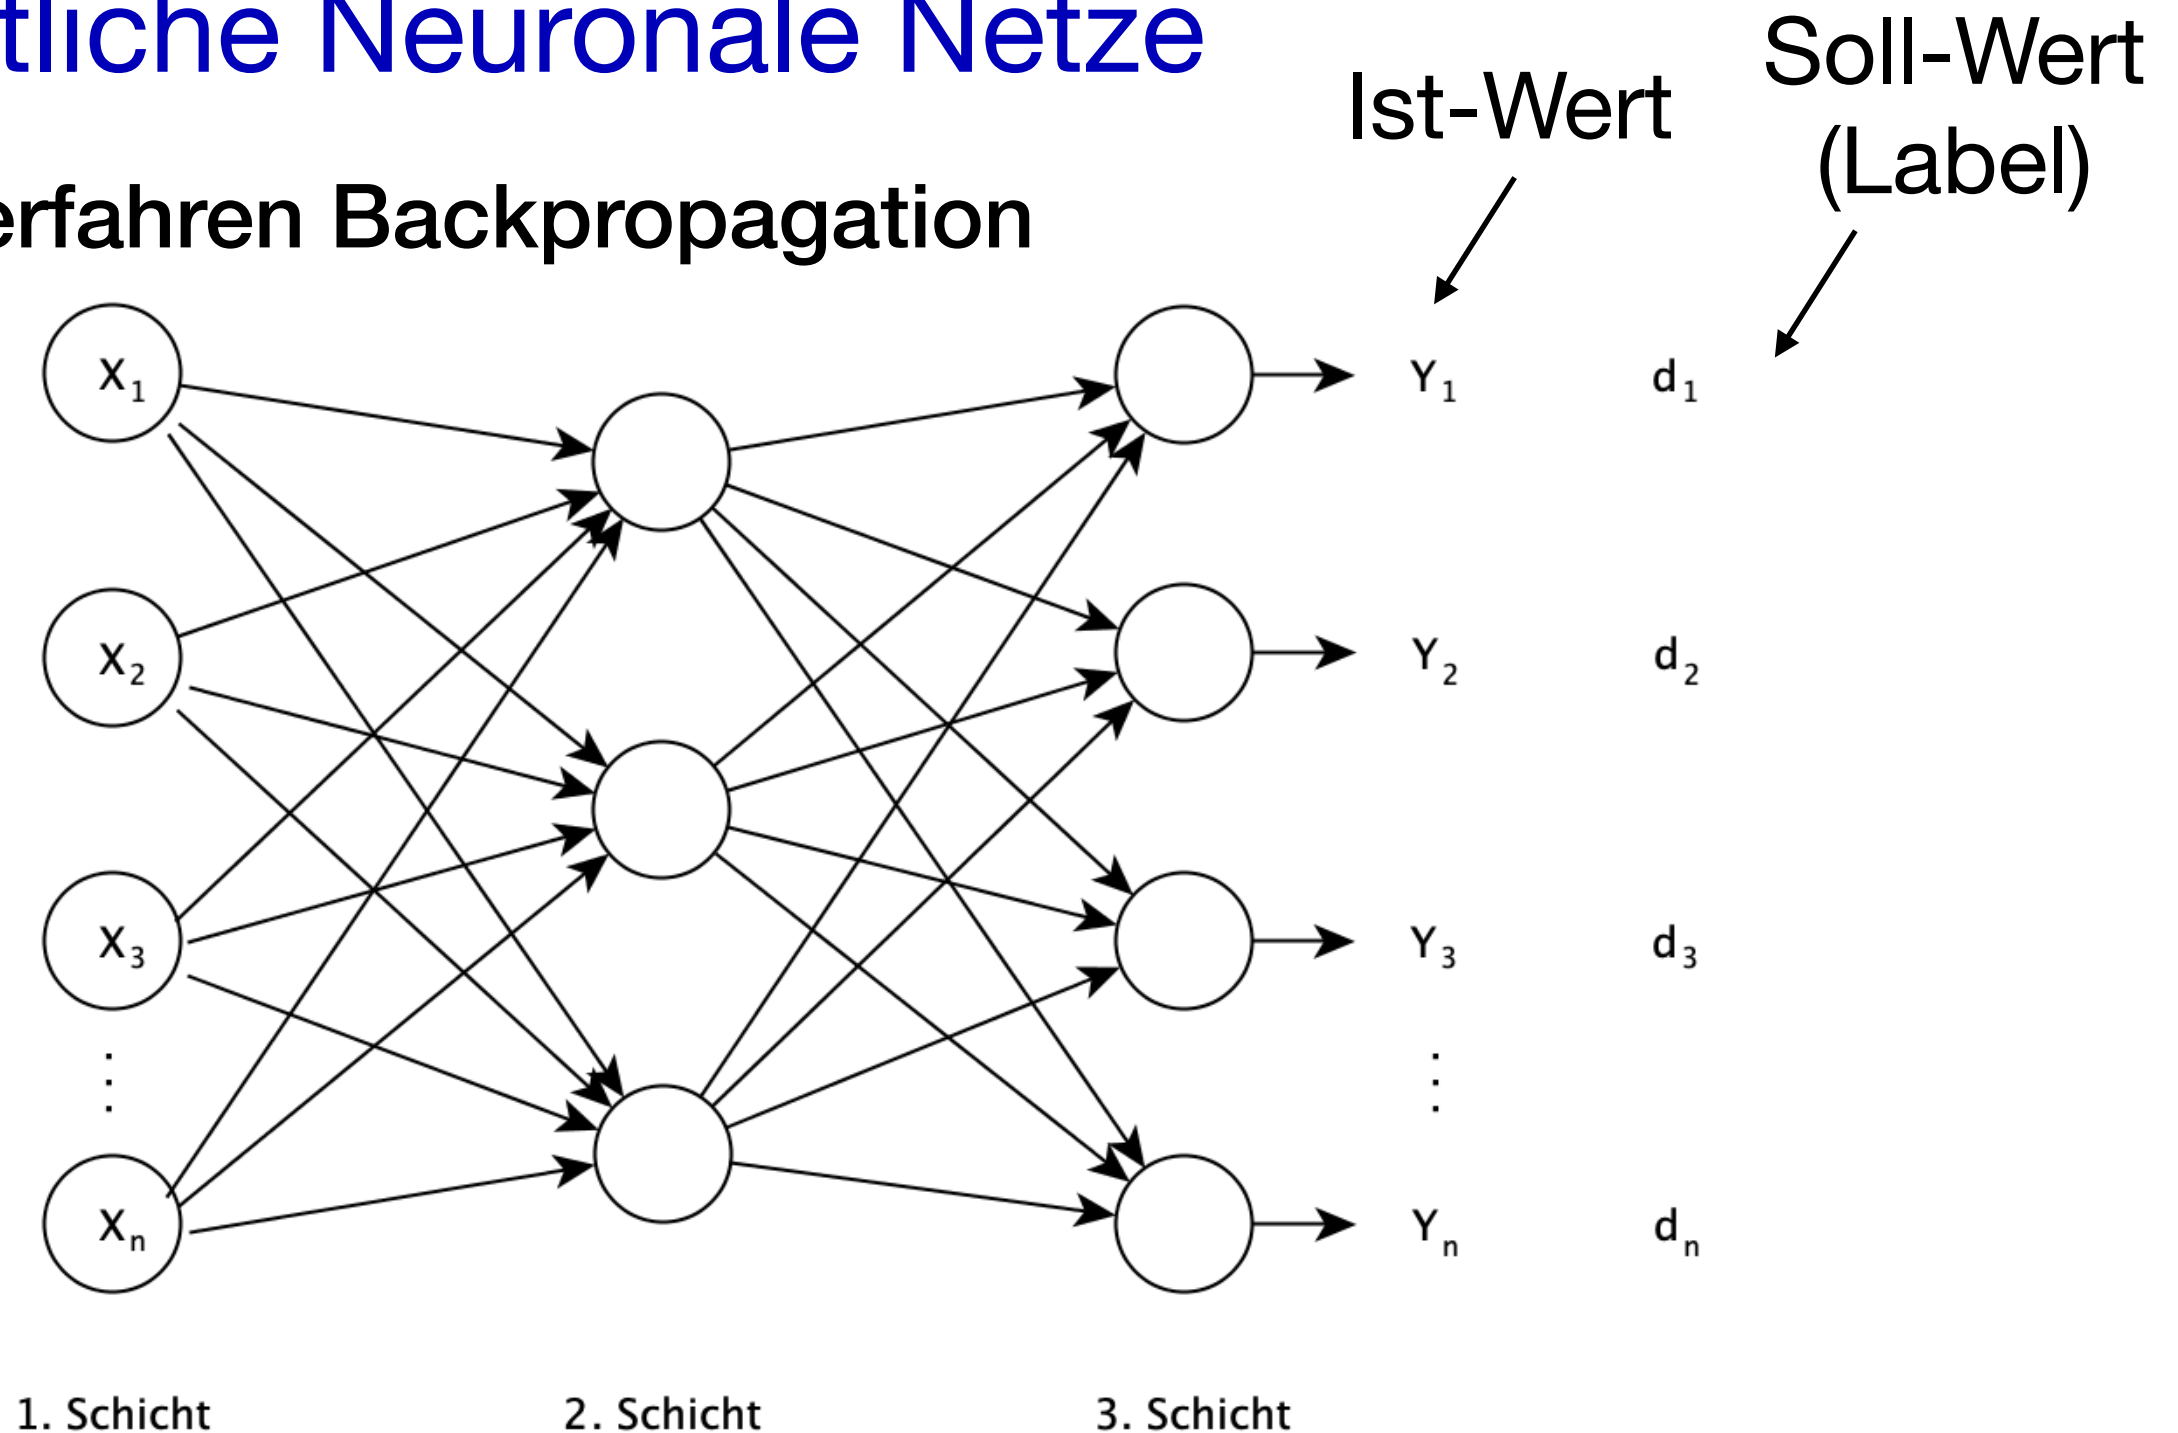 tliche Neuronale Netze
Ist-Wert
Soll-Wert
(Label)
erfahren Backpropagation
X1
Y1
d1
X2
Y2
d2
X3
Y3
d3
Xn
Yn
dn
1. Schicht
2. Schicht
3. Schicht